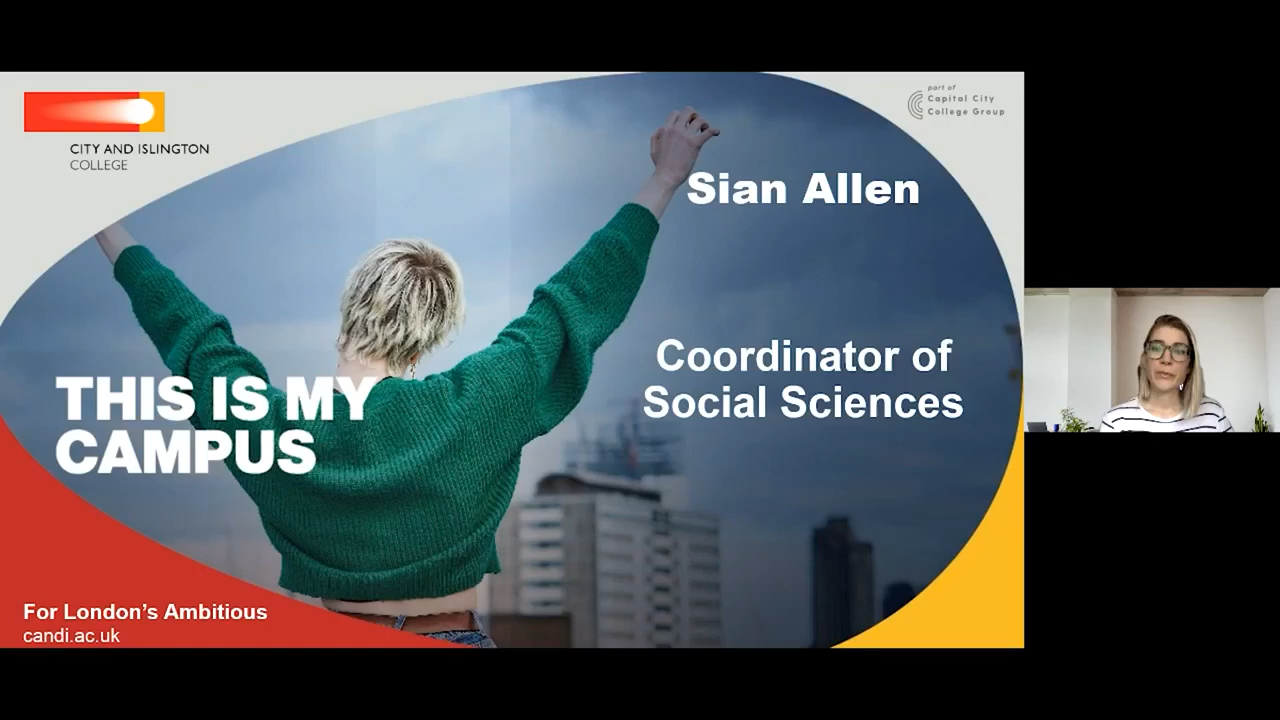 CITY AND ISLINGTON
COLLEGE
part of
Capital City
College Group
Sian Allen
Coordinator of
Social Sciences
THIS IS MY
CAMPUS
For London's Ambitious
candi.ac.uk